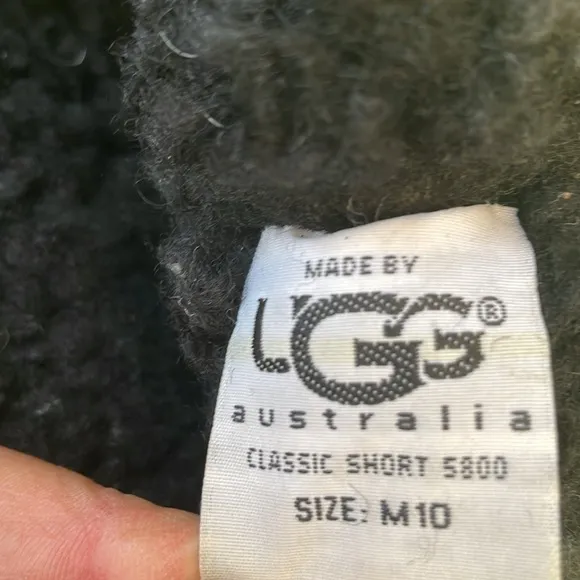 MADE BY
UGG®
australia
CLASSIC SHORT 5800
SIZE: M10